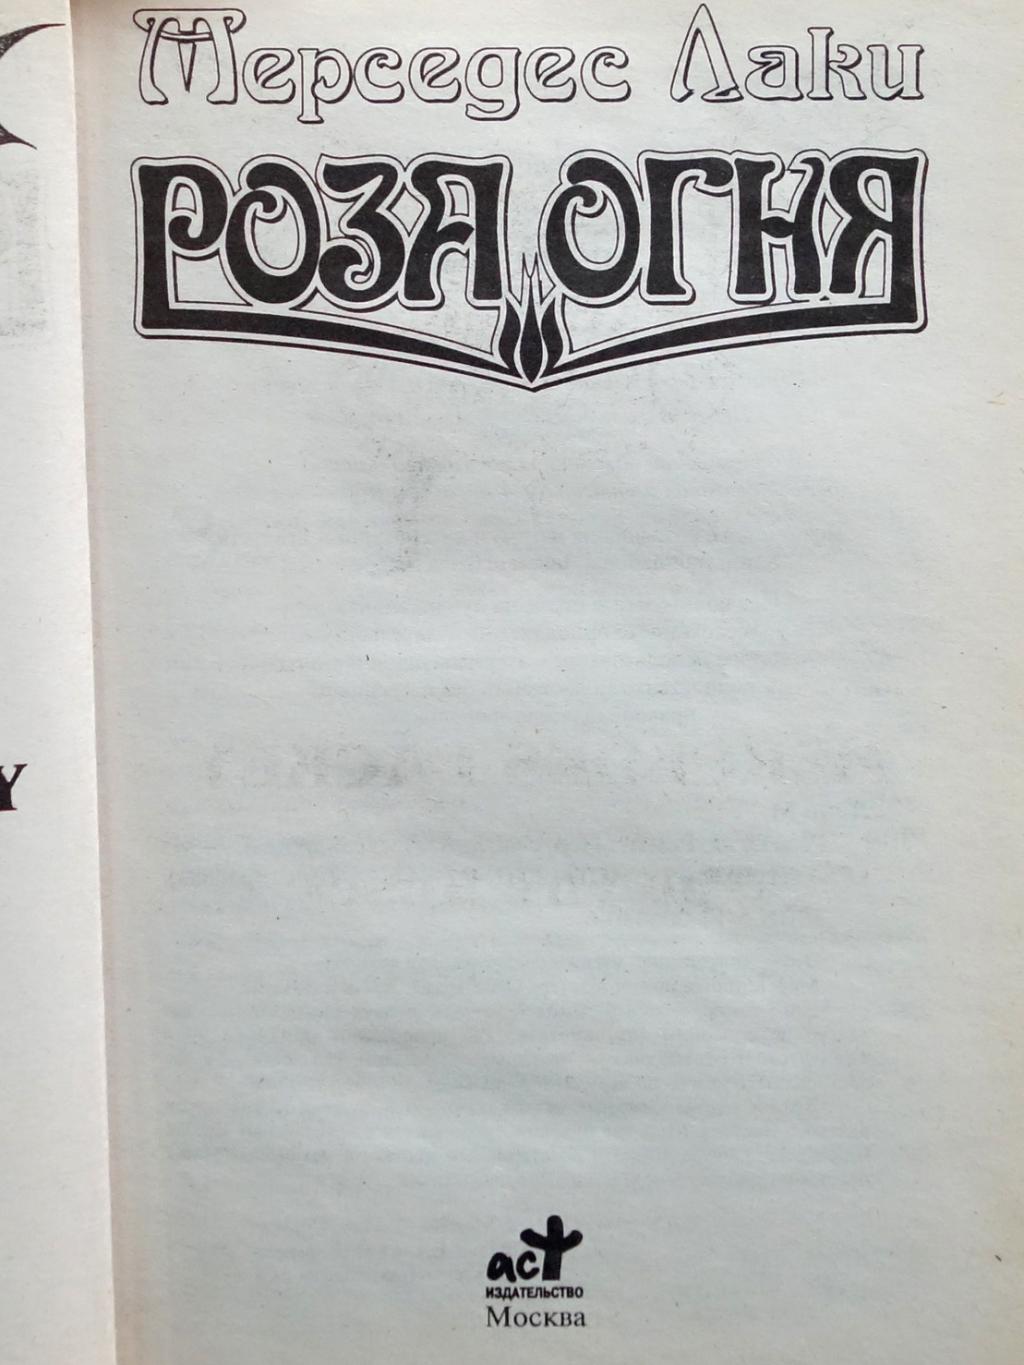 Мерседес Лаки
РОЗА ОГНЯ
Y
аст
ИЗДАТЕЛЬСТВО
Москва